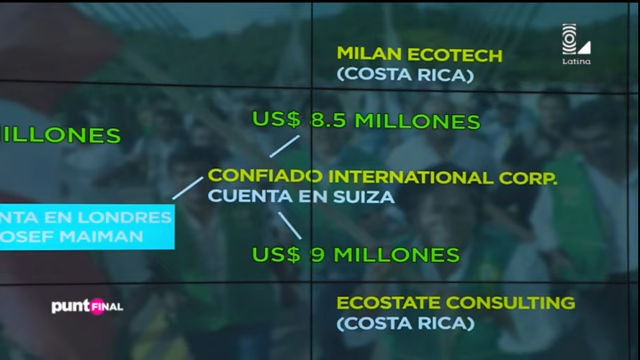 MILAN ECOTECH
(COSTA RICA)
Latina
US$ 8.5 MILLONES
ILLONES
CONFIADO INTERNATIONAL CORP.
CUENTA EN SUIZA
NTA EN LONDRES
OSEF MAIMAN
US$ 9 MILLONES
puntFINAL
ECOSTATE CONSULTING
(COSTA RICA)